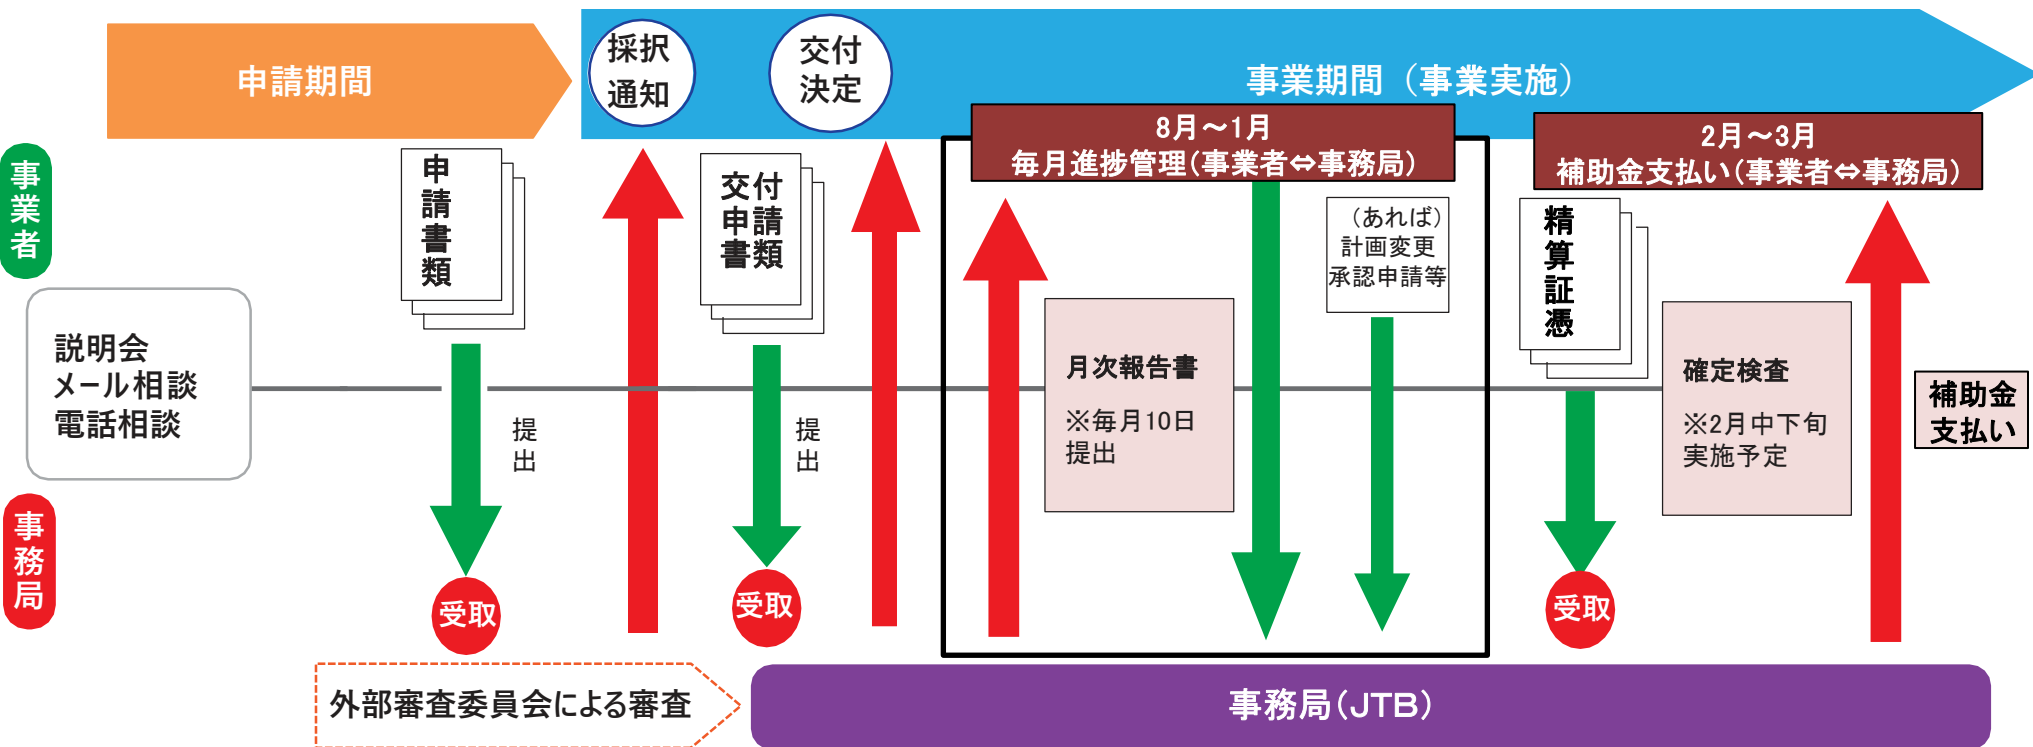 申請期間
採択
通知
交付
決定
事業期間（事業実施）
8月～1月
毎月進捗管理(事業者⇔事務局)
2月～3月
補助金支払い(事業者⇔事務局)
事業者
申請書類
交付
申請
書類
（あれば）
計画変更
承認申請等
精算証憑
説明会
メール相談
電話相談
提出
提出
月次報告書
※毎月10日
提出
確定検査
※2月中下旬
実施予定
補助金
支払い
事務局
受取
受取
受取
外部審査委員会による審査
事務局(JTB)